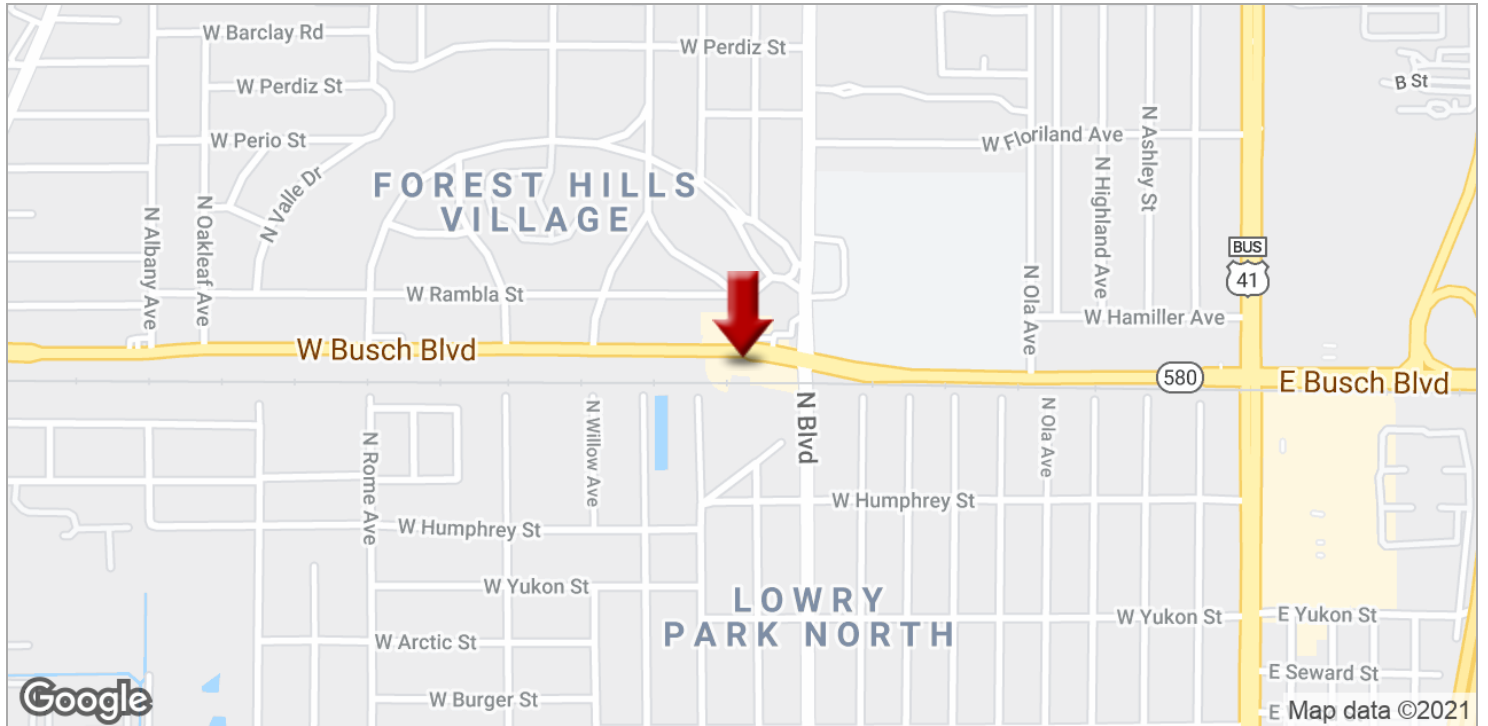 W Barclay Rd
W Perdiz St
W Perdiz St
B St
W Perio St
W Floriland Ave
N Ashley St
N Highland Ave
FOREST HILLS
VILLAGE
N Valle Dr
N Oakleaf Ave
N Albany Ave
BUS
41
N Ola Ave
W Rambla St
W Hamiller Ave
W Busch Blvd
580
E Busch Blvd
N Blvd
N Willow Ave
N Ola Ave
N Rome Ave
W Humphrey St
W Humphrey St
W Yukon St
LOWRY
PARK NORTH
W Yukon St
E Yukon St
W Arctic St
E Seward St
W Burger St
Google
Map data ©2021